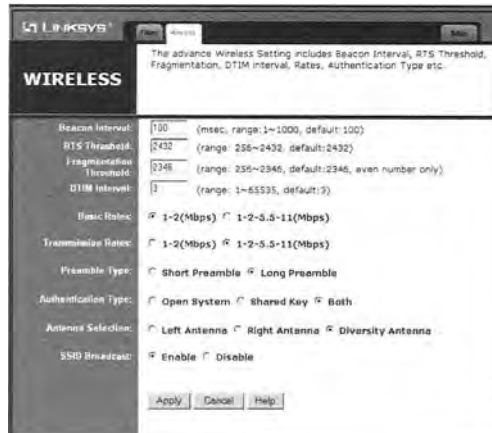 LINKSYS®
The advance Wireless Setting includes Beacon Interval, RTS Threshold,
Fragmentation, DTIM interval, Rates, Authentication Type etc.
WIRELESS
Beacon Interval: 100 (msec, range:1~1000, default:100)
RTS Threshold: 2432 (range: 256~2432, default:2432)
Fragmentation
Threshold: 2346 (range: 256~2346, default:2346, even number only)
DTIM Interval: 3 (range: 1~65535, default:3)
Basic Rates: 1-2(Mbps) 1-2-5.5-11(Mbps)
Transmission Rates: 1-2(Mbps) 1-2-5.5-11(Mbps)
Preamble Type: Short Preamble Long Preamble
Authentication Type: Open System Shared Key Both
Antenna Selection: Left Antenna Right Antenna Diversity Antenna
SSID Broadcast: Enable Disable
Apply Cancel Help